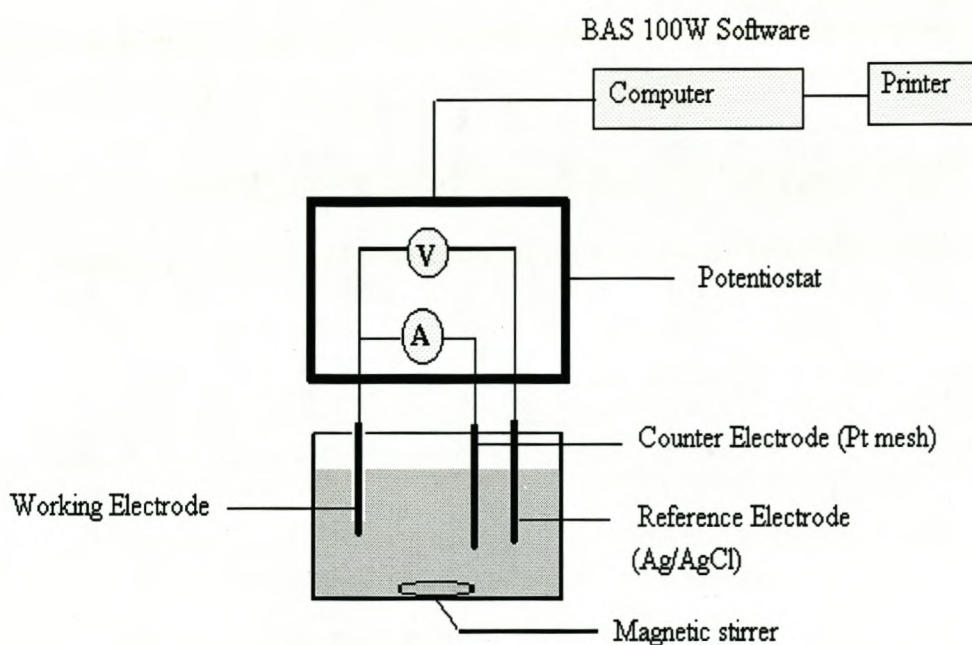 BAS 100W Software
Computer
Printer
V
Potentiostat
A
Counter Electrode (Pt mesh)
Working Electrode
Reference Electrode
(Ag/AgCl)
Magnetic stirrer